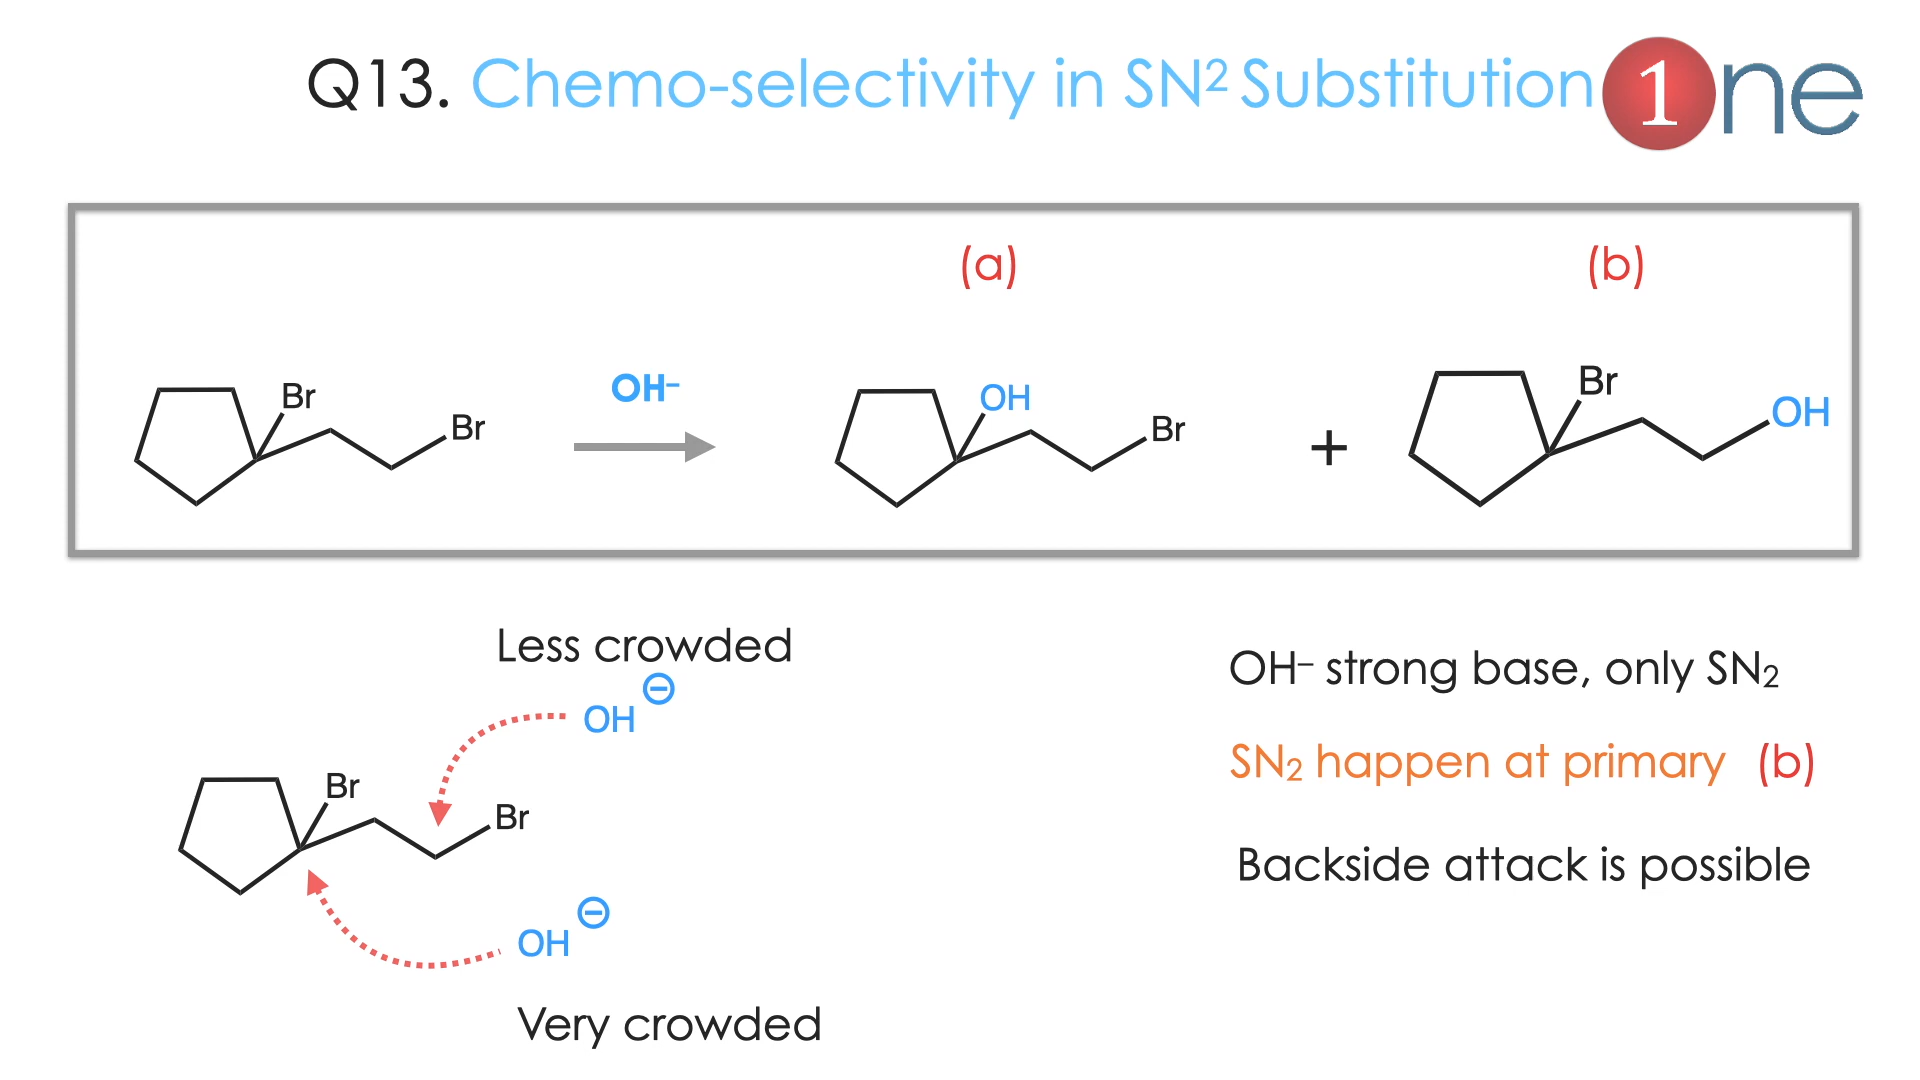 Q13. Chemo-selectivity in SN2 Substitution
1ne
(a)
(b)
Br
Br
OH–
OH
Br
+
Br
OH
Less crowded
OH ⊖
Br
Br
OH ⊖
Very crowded
OH– strong base, only SN2
SN2 happen at primary (b)
Backside attack is possible